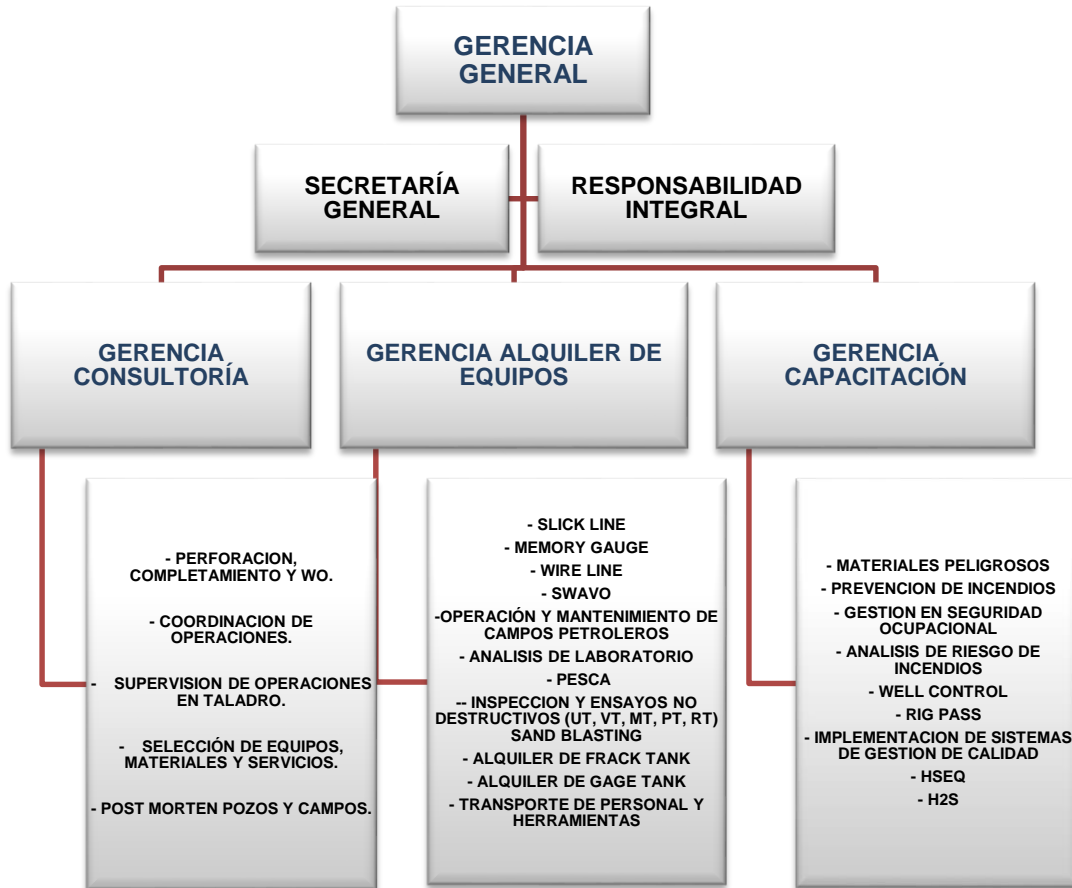 GERENCIA
GENERAL
SECRETARÍA
GENERAL
RESPONSABILIDAD
INTEGRAL
GERENCIA
CONSULTORÍA
GERENCIA ALQUILER DE
EQUIPOS
GERENCIA
CAPACITACIÓN
- PERFORACION,
COMPLETAMIENTO Y WO.
- COORDINACION DE
OPERACIONES.
- SUPERVISION DE OPERACIONES
EN TALADRO.
- SELECCIÓN DE EQUIPOS,
MATERIALES Y SERVICIOS.
- POST MORTEN POZOS Y CAMPOS.
- SLICK LINE
- MEMORY GAUGE
- WIRE LINE
- SWAVO
-OPERACIÓN Y MANTENIMIENTO DE
CAMPOS PETROLEROS
- ANALISIS DE LABORATORIO
- PESCA
-- INSPECCION Y ENSAYOS NO
DESTRUCTIVOS (UT, VT, MT, PT, RT)
SAND BLASTING
- ALQUILER DE FRACK TANK
- ALQUILER DE GAGE TANK
- TRANSPORTE DE PERSONAL Y
HERRAMIENTAS
- MATERIALES PELIGROSOS
- PREVENCION DE INCENDIOS
- GESTION EN SEGURIDAD
OCUPACIONAL
- ANALISIS DE RIESGO DE
INCENDIOS
- WELL CONTROL
- RIG PASS
- IMPLEMENTACION DE SISTEMAS
DE GESTION DE CALIDAD
- HSEQ
- H2S